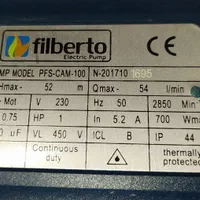 filberto
Electric Pump
MP MODEL PFS-CAM-100 N-201710 1695
Hmax- 52 m Qmax - 54 l/min
Mot V 230 Hz 50 2850 Min
0.75 HP 1 In 5.2 A 700 Wm
uF VL 450 V ICL B IP 44
Continuous duty
thermally
protected